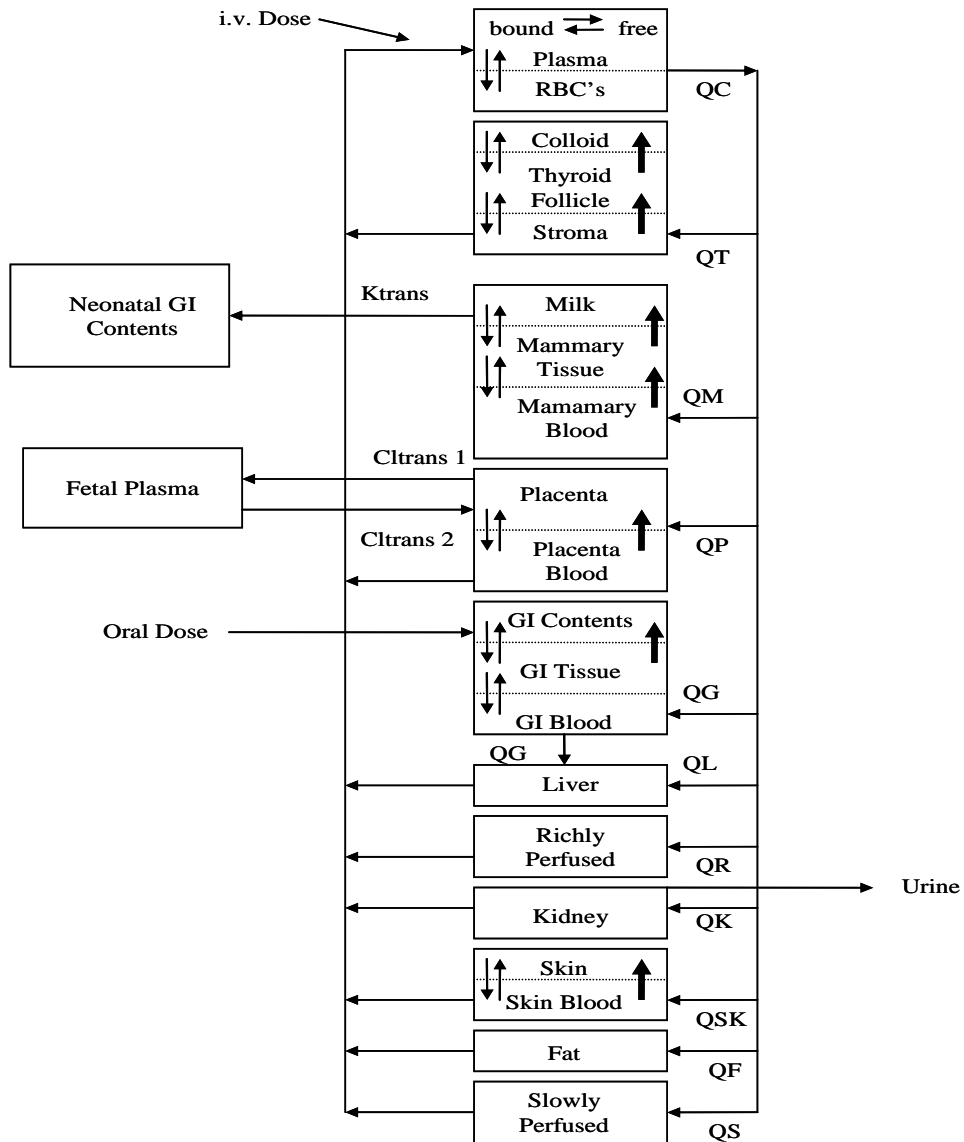 i.v. Dose
bound free
Plasma
RBC's
QC
Colloid
Thyroid
Follicle
Stroma
QT
Neonatal GI
Contents
Ktrans
Milk
Mammary
Tissue
Mamamary
Blood
QM
Fetal Plasma
Cltrans 1
Cltrans 2
Placenta
Placenta
Blood
QP
Oral Dose
GI Contents
GI Tissue
GI Blood
QG
QG
Liver
QL
Richly
Perfused
QR
Urine
Kidney
QK
Skin
Skin Blood
QSK
Fat
QF
Slowly
Perfused
QS